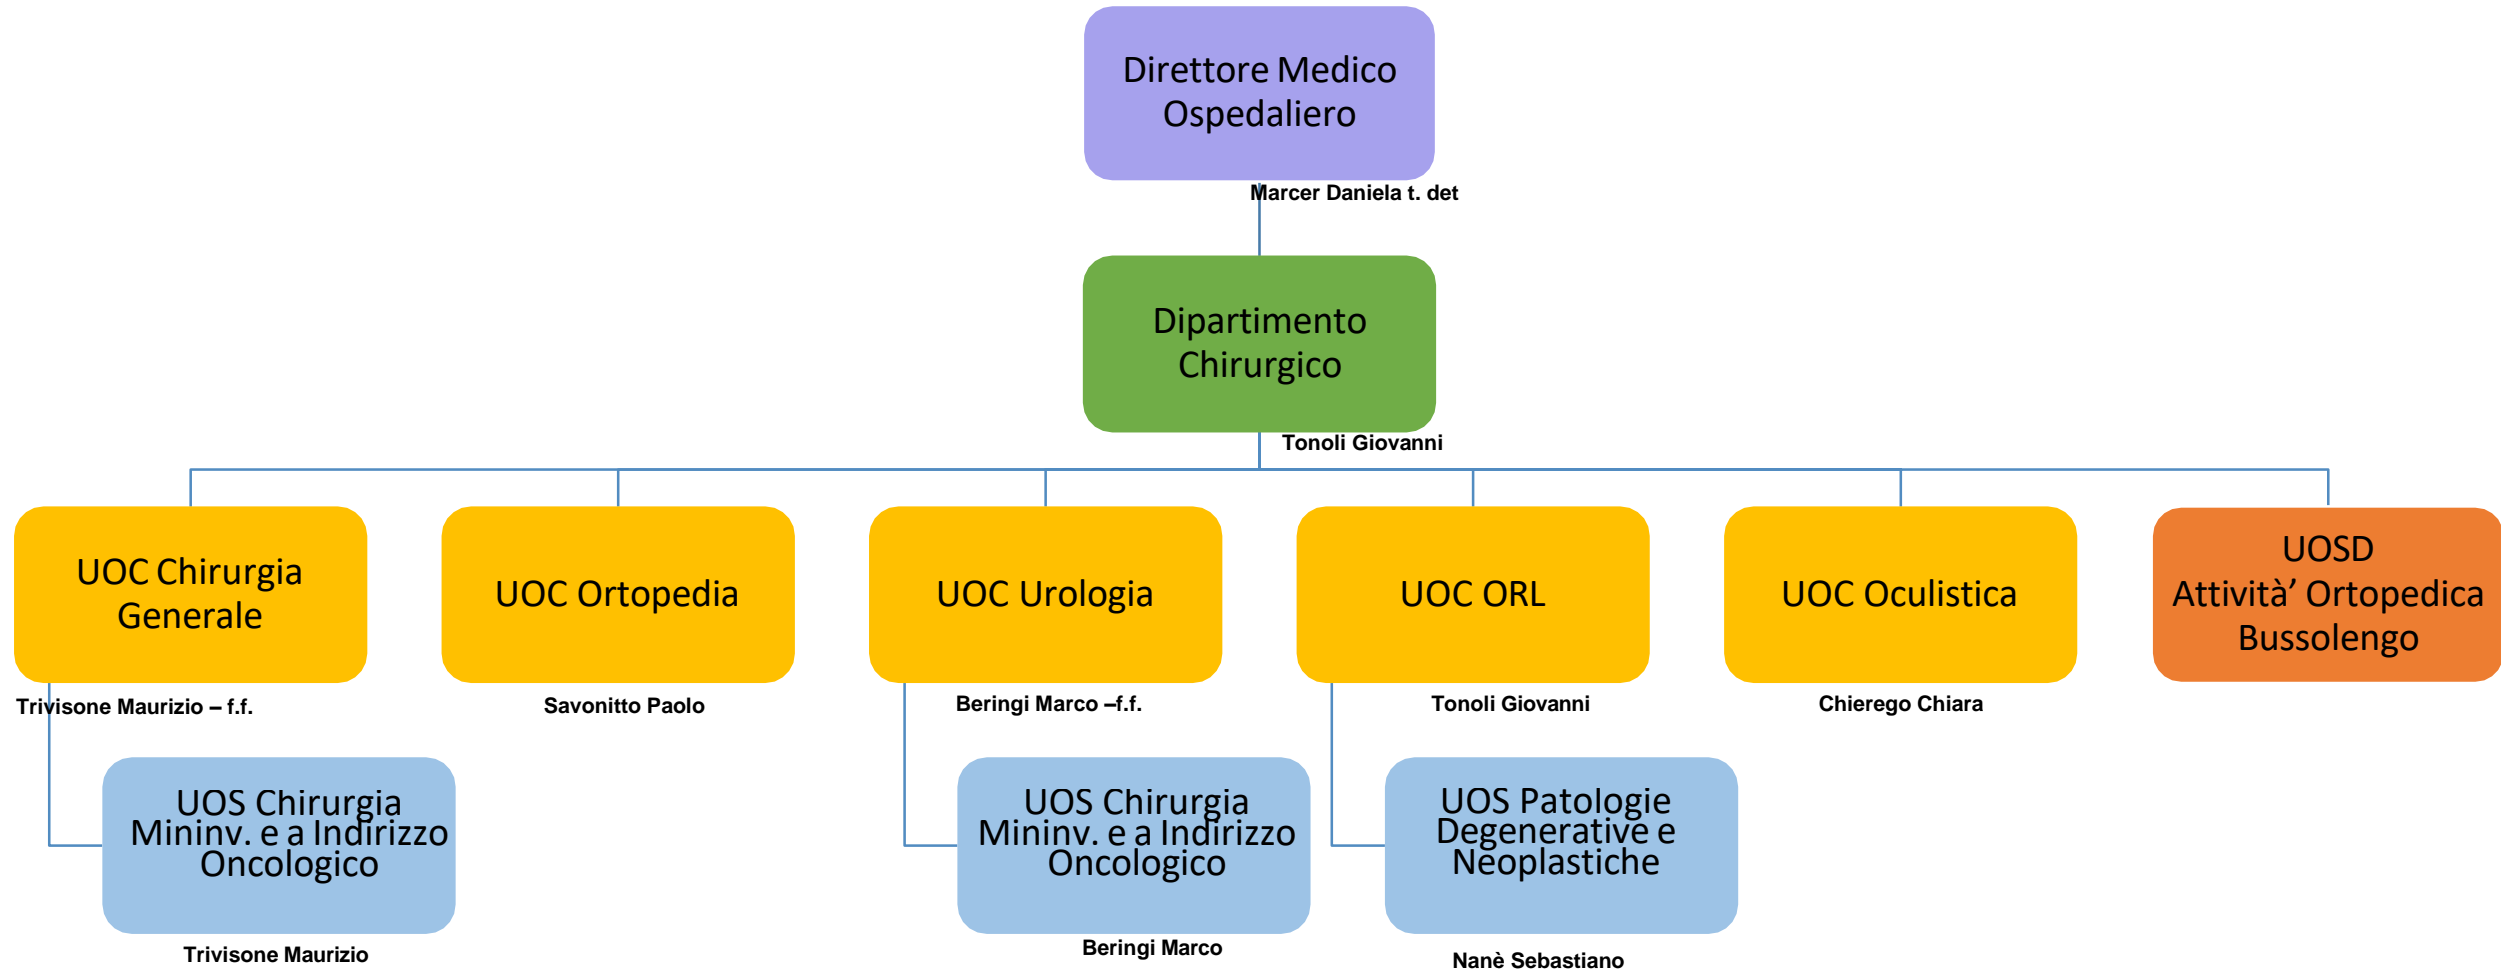 Direttore Medico
Ospedaliero
Marcer Daniela t. det
Dipartimento
Chirurgico
Tonoli Giovanni
UOC Chirurgia
Generale
Trivisone Maurizio – f.f.
UOC Ortopedia
Savonitto Paolo
UOC Urologia
Beringi Marco –f.f.
UOC ORL
Tonoli Giovanni
UOC Oculistica
Chierego Chiara
UOSD
Attività’ Ortopedica
Bussolengo
UOS Chirurgia
Mininv. e a Indirizzo
Oncologico
Trivisone Maurizio
UOS Chirurgia
Mininv. e a Indirizzo
Oncologico
Beringi Marco
UOS Patologie
Degenerative e
Neoplastiche
Nanè Sebastiano